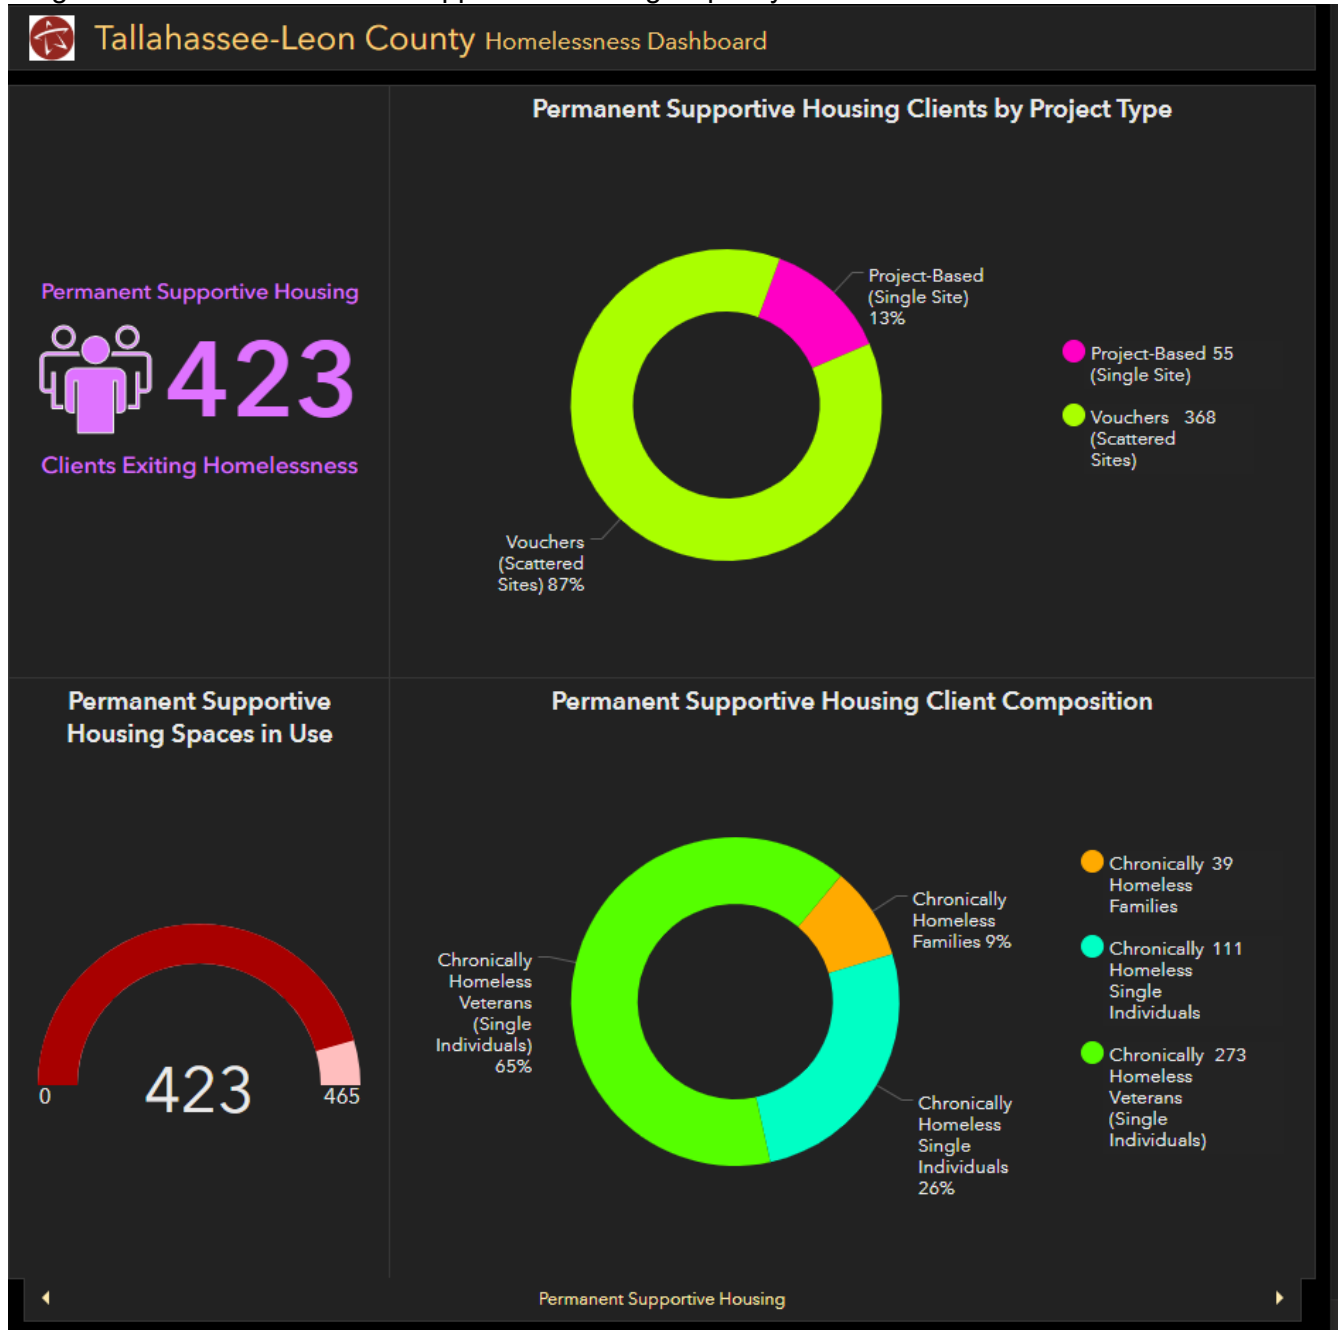 Tallahassee-Leon County Homelessness Dashboard
Permanent Supportive Housing
423
Clients Exiting Homelessness
Permanent Supportive Housing Clients by Project Type
Project-Based
(Single Site)
13%
Vouchers
(Scattered
Sites) 87%
Project-Based 55
(Single Site)
Vouchers 368
(Scattered
Sites)
Permanent Supportive
Housing Spaces in Use
423
0
465
Permanent Supportive Housing Client Composition
Chronically
Homeless
Families 9%
Chronically
Homeless
Veterans
(Single
Individuals)
65%
Chronically
Homeless
Single
Individuals
26%
Chronically 39
Homeless
Families
Chronically 111
Homeless
Single
Individuals
Chronically 273
Homeless
Veterans
(Single
Individuals)
Permanent Supportive Housing